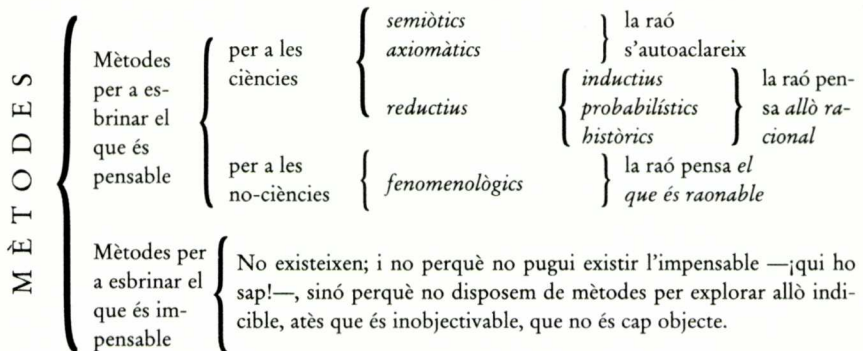 MÈTODES
Mètodes
per a es-
brinar el
que és
pensable
per a les
ciències
semiòtics
axiomàtics
la raó
s’autoaclareix
reductius
inductius
probabilístics
històrics
la raó pen-
sa allò ra-
cional
per a les
no-ciències
fenomenològics
la raó pensa el
que és raonable
Mètodes per
a esbrinar el
que és im-
pensable
No existeixen; i no perquè no pugui existir l’impensable —¡qui ho
sap!—, sinó perquè no disposem de mètodes per explorar allò indi-
cible, atès que és inobjectivable, que no és cap objecte.